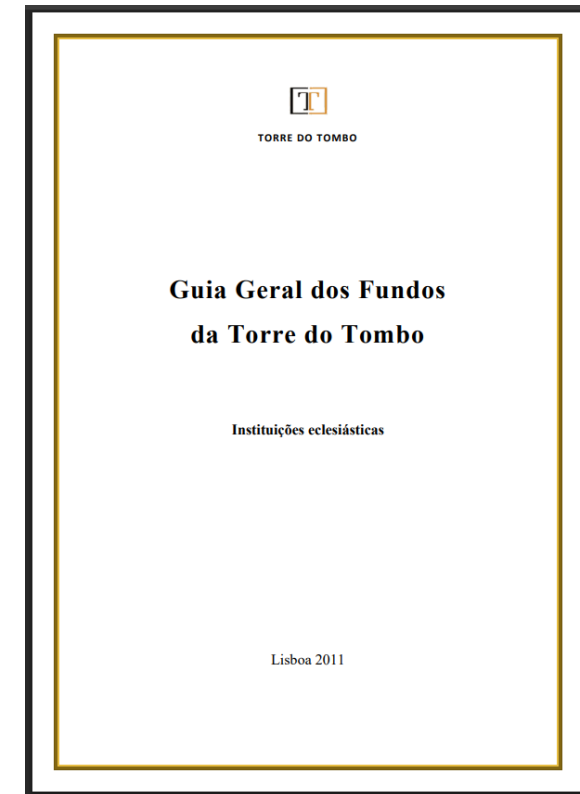 TORRE DO TOMBO
Guia Geral dos Fundos
da Torre do Tombo
Instituições eclesiásticas
Lisboa 2011